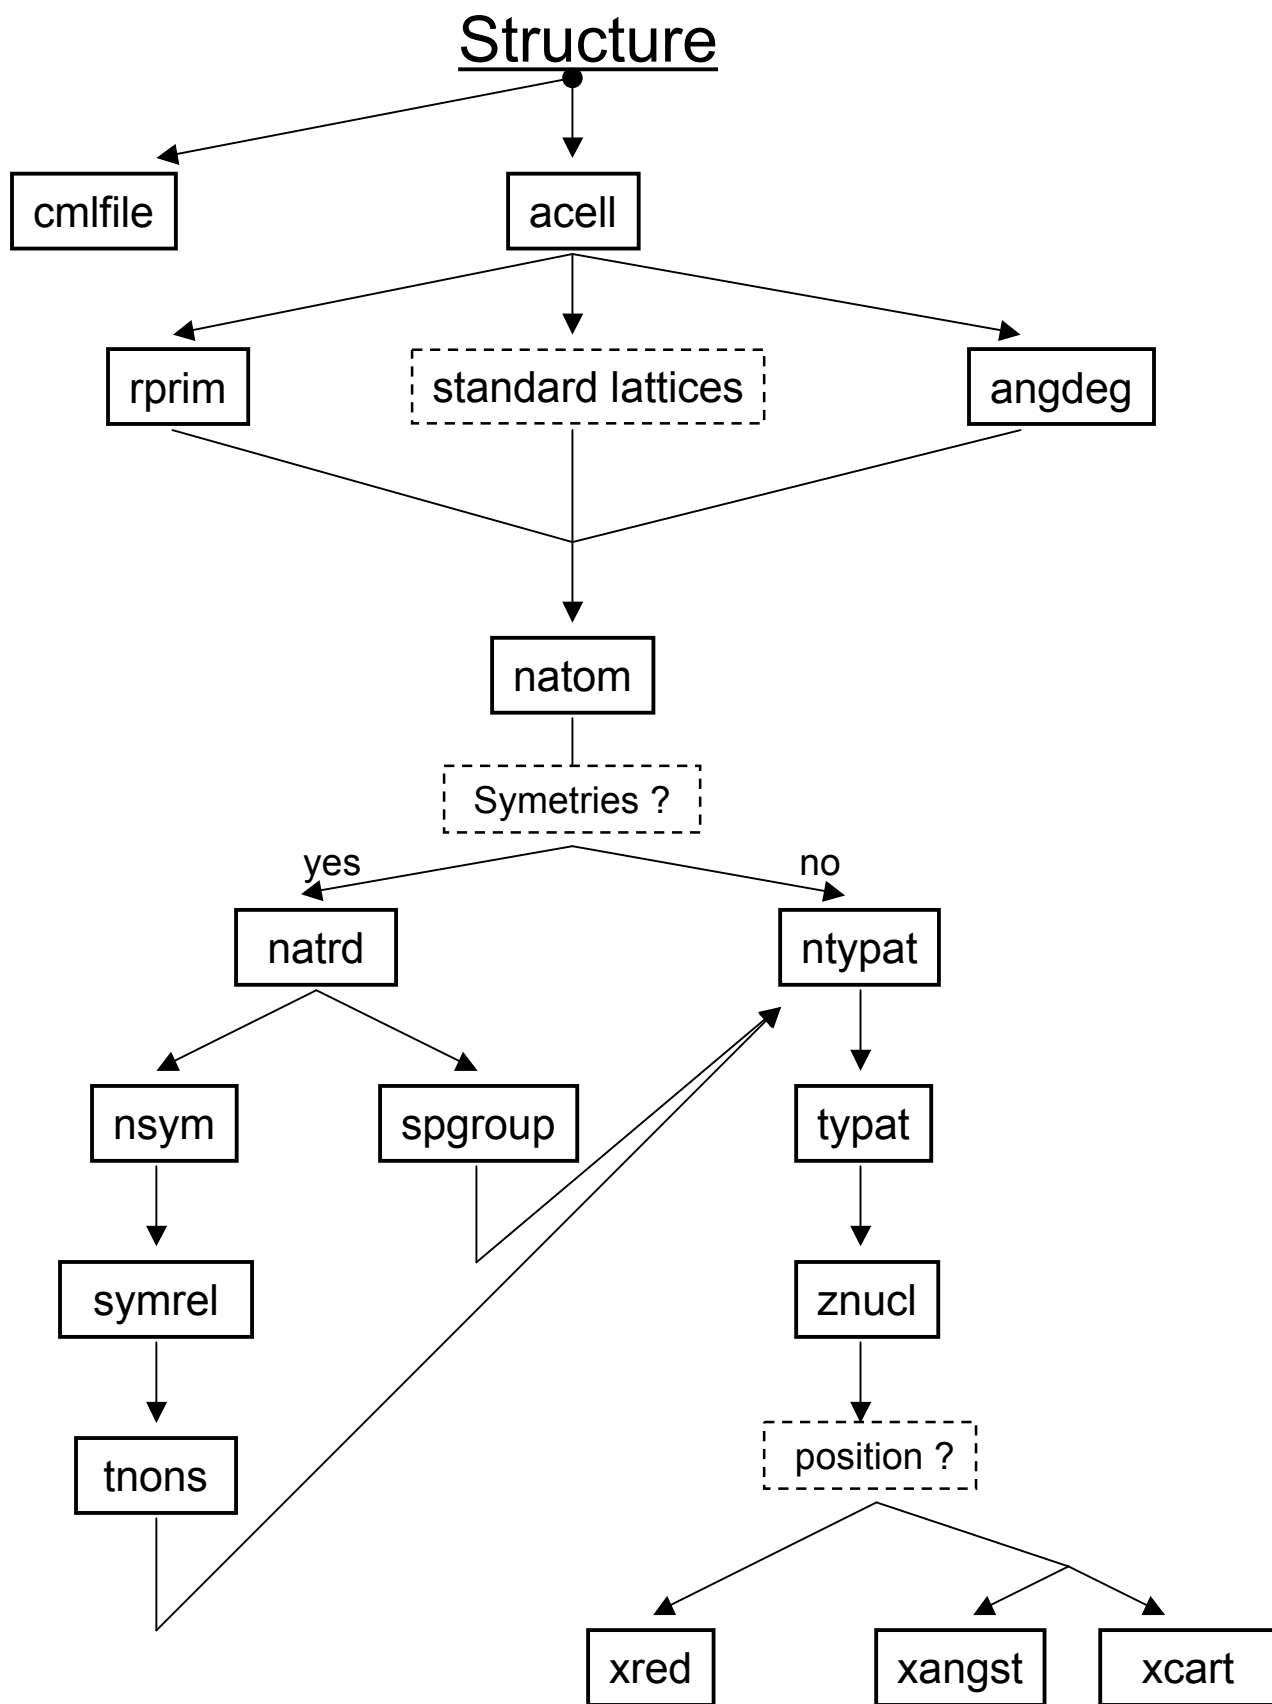 Structure
cmlfile
acell
rprim
standard lattices
angdeg
natom
Symetries ?
yes
no
natrd
ntypat
nsym
spgroup
typat
symrel
znucl
tnons
position ?
xred
xangst
xcart